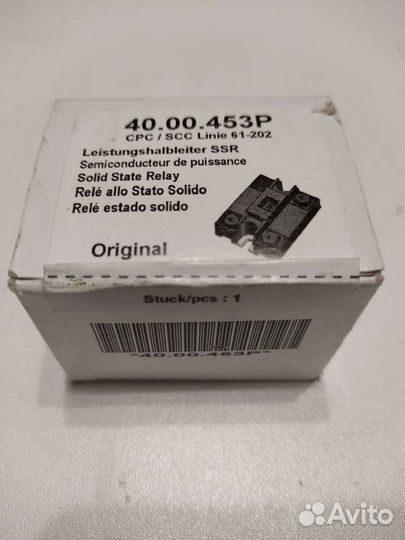 40.00.453P
CPC / SCC Linie 61-202
Leistungshalbleiter SSR
Semiconducteur de puissance
Solid State Relay
Relé allo Stato Solido
Relé estado solido
Original
Stuck/pcs : 1
*40.00.453P*
Avito